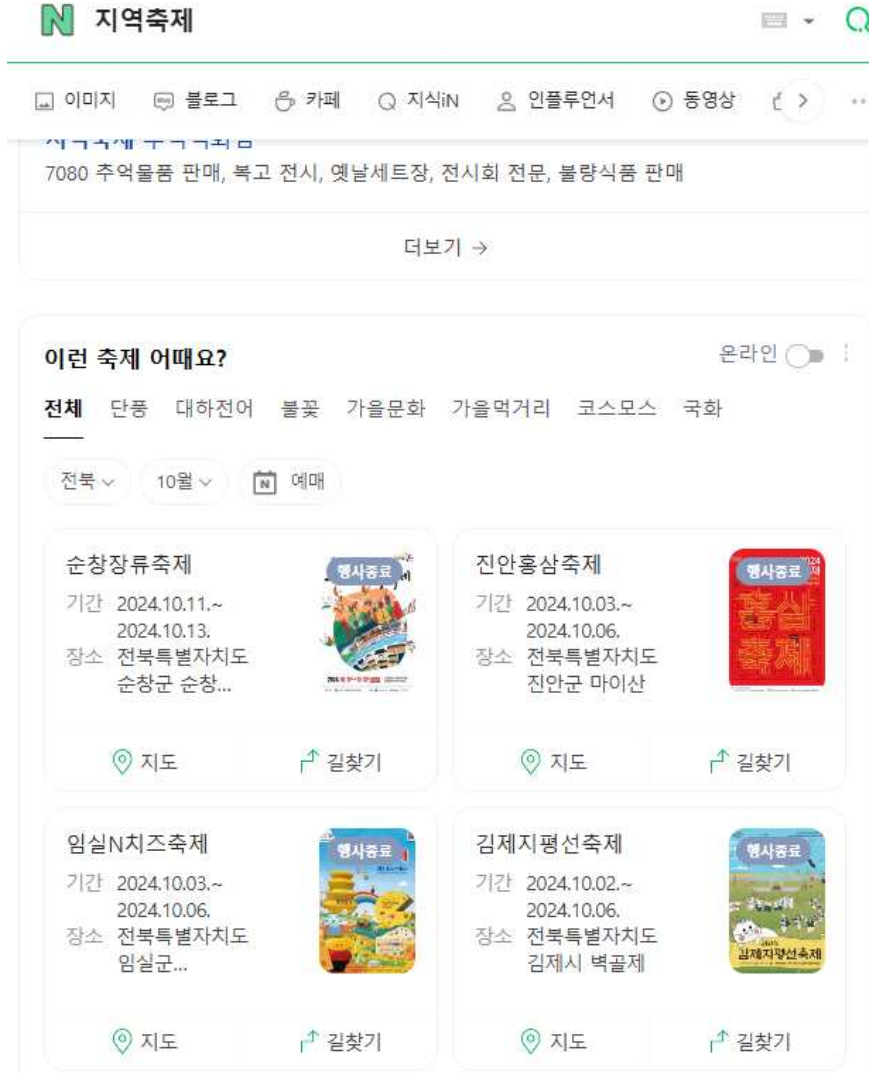 N 지역축제
이미지 블로그 카페 지식iN 인플루언서 동영상
7080 추억물품 판매, 복고 전시, 옛날세트장, 전시회 전문, 불량식품 판매
더보기 →
이런 축제 어때요?
온라인
전체 단풍 대하전어 불꽃 가을문화 가을먹거리 코스모스 국화
전북 10월 N 예매
순창장류축제
행사종료
기간 2024.10.11.~
2024.10.13.
장소 전북특별자치도
순창군 순창...
지도 길찾기
진안홍삼축제
행사종료
2024
홍삼
축제
기간 2024.10.03.~
2024.10.06.
장소 전북특별자치도
진안군 마이산
지도 길찾기
임실N치즈축제
행사종료
기간 2024.10.03.~
2024.10.06.
장소 전북특별자치도
임실군...
지도 길찾기
김제지평선축제
행사종료
김제지평선축제
기간 2024.10.02.~
2024.10.06.
장소 전북특별자치도
김제시 벽골제
지도 길찾기